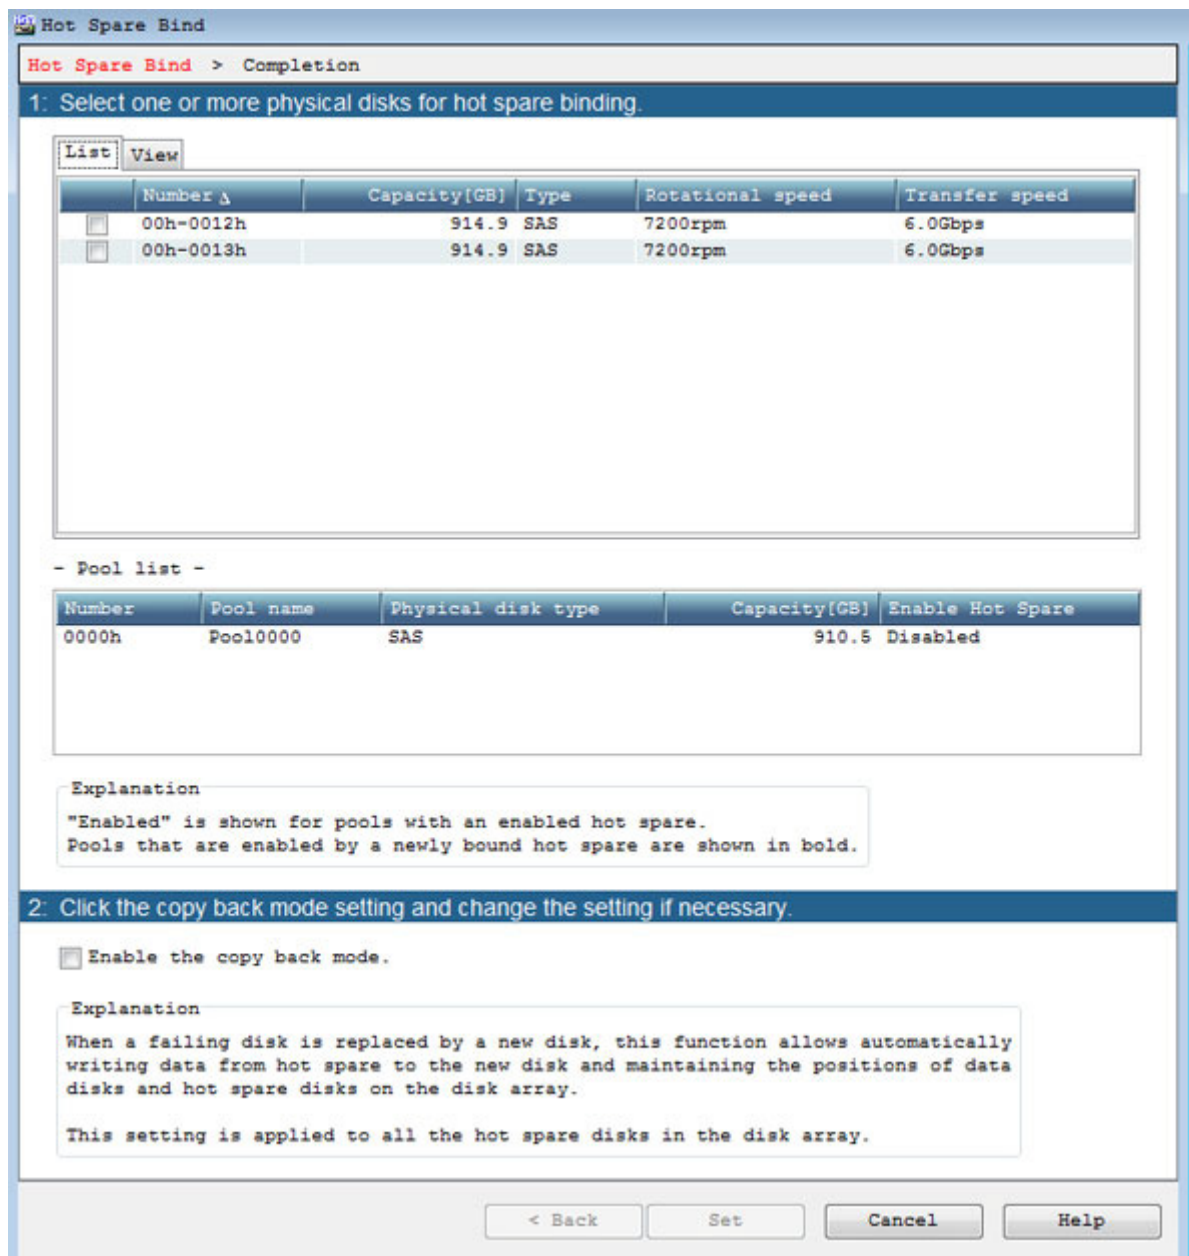 Hot Spare Bind
Hot Spare Bind > Completion
1: Select one or more physical disks for hot spare binding.
List View
Number Δ Capacity[GB] Type Rotational speed Transfer speed
00h-0012h 914.9 SAS 7200rpm 6.0Gbps
00h-0013h 914.9 SAS 7200rpm 6.0Gbps
- Pool list -
Number Pool name Physical disk type Capacity[GB] Enable Hot Spare
0000h Pool0000 SAS 910.5 Disabled
Explanation
"Enabled" is shown for pools with an enabled hot spare.
Pools that are enabled by a newly bound hot spare are shown in bold.
2: Click the copy back mode setting and change the setting if necessary.
Enable the copy back mode.
Explanation
When a failing disk is replaced by a new disk, this function allows automatically
writing data from hot spare to the new disk and maintaining the positions of data
disks and hot spare disks on the disk array.
This setting is applied to all the hot spare disks in the disk array.
< Back Set Cancel Help